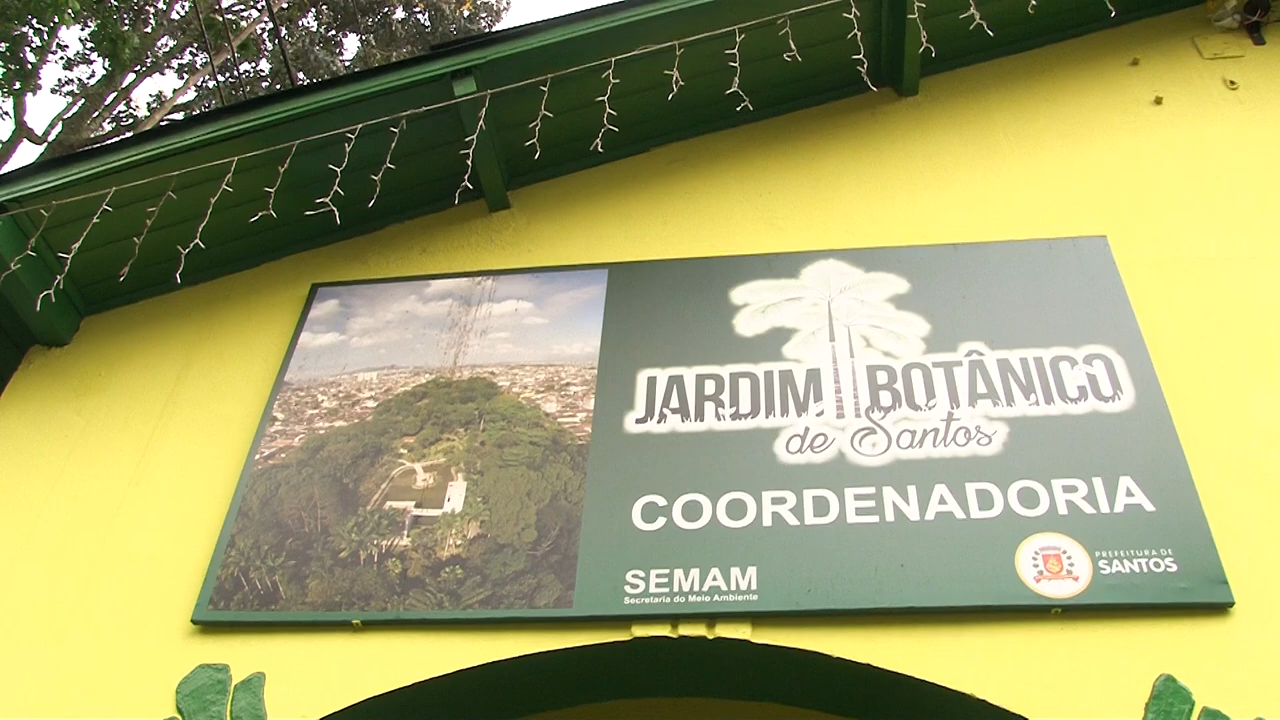 JARDIM BOTÂNICO
de Santos
COORDENADORIA
SEMAM
Secretaria do Meio Ambiente
PREFEITURA DE
SANTOS